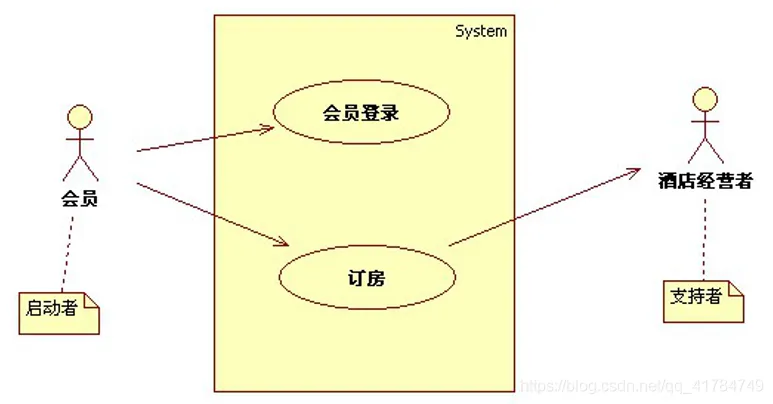 System
会员登录
会员
酒店经营者
订房
启动者
支持者
https://blog.csdn.net/qq_41784749